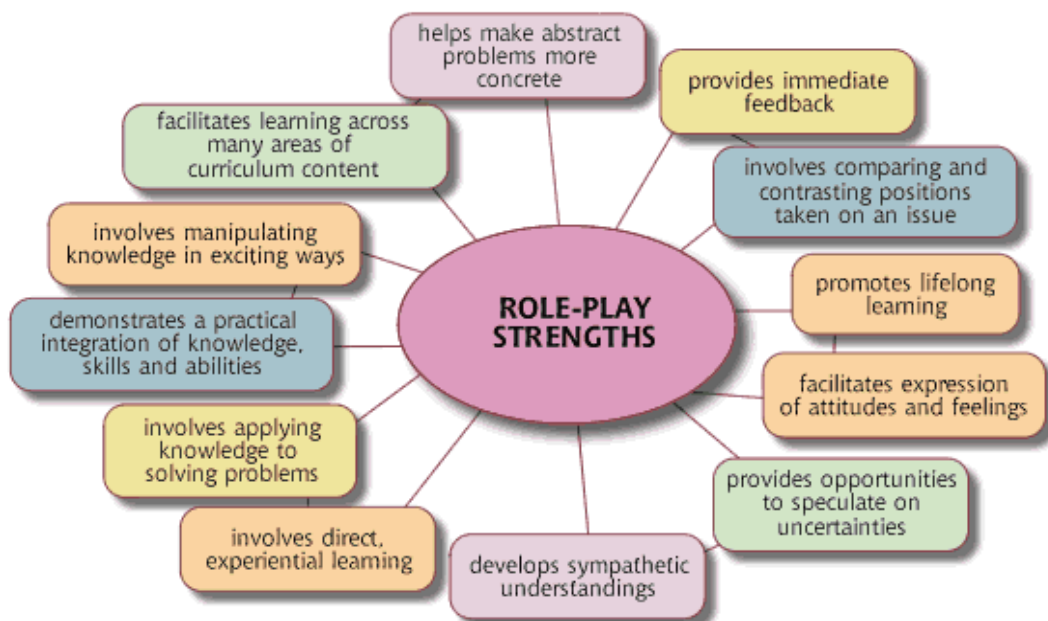 helps make abstract
problems more
concrete
provides immediate
feedback
facilitates learning across
many areas of
curriculum content
involves comparing and
contrasting positions
taken on an issue
involves manipulating
knowledge in exciting ways
promotes lifelong
learning
ROLE-PLAY
STRENGTHS
demonstrates a practical
integration of knowledge,
skills and abilities
facilitates expression
of attitudes and feelings
involves applying
knowledge to
solving problems
provides opportunities
to speculate on
uncertainties
involves direct,
experiential learning
develops sympathetic
understandings